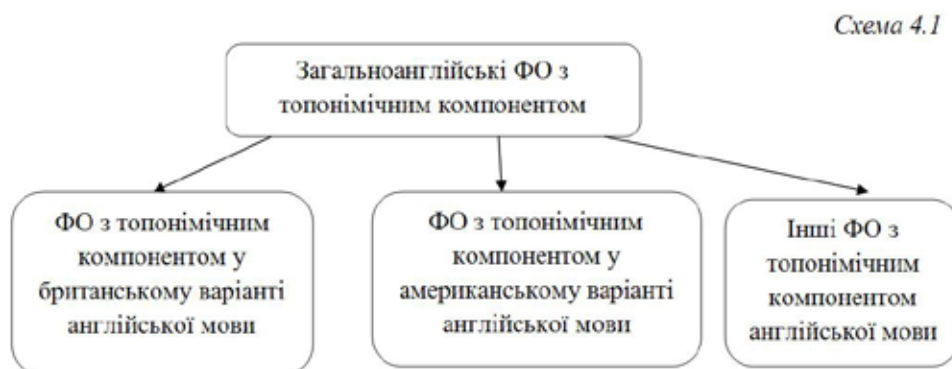 Схема 4.1
Загальноанглійські ФО з
топонімічним компонентом
ФО з топонімічним
компонентом у
британському варіанті
англійської мови
ФО з топонімічним
компонентом у
американському варіанті
англійської мови
Інші ФО з
топонімічним
компонентом
англійської мови